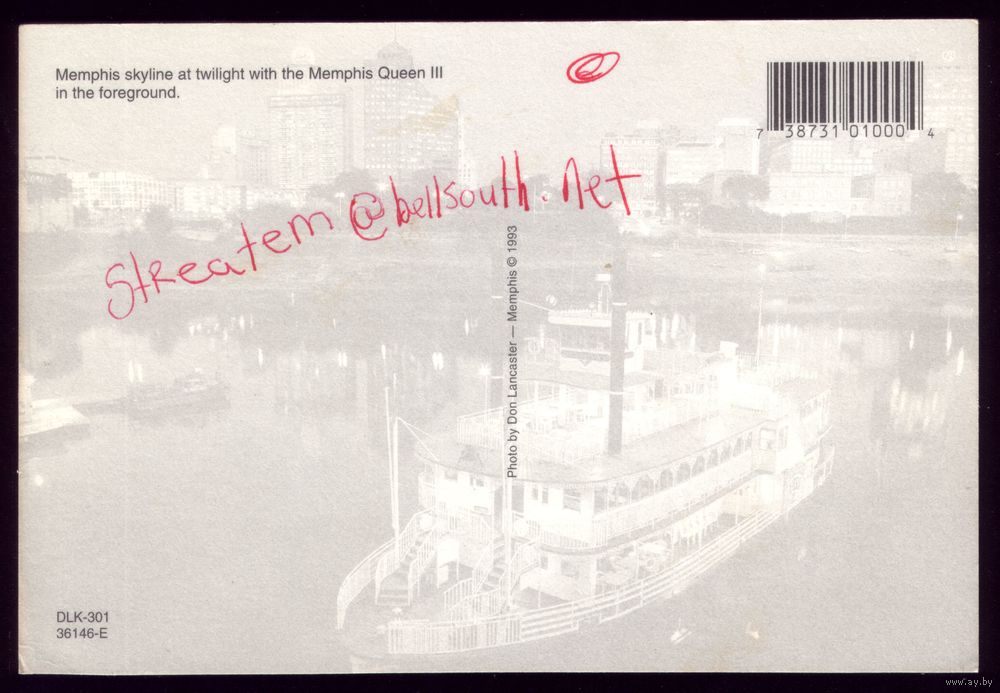 Memphis skyline at twilight with the Memphis Queen III
in the foreground.
7 38731 01000 4
streatem@bellsouth.net
Photo by Don Lancaster — Memphis © 1993
DLK-301
36146-E
www.ay.by